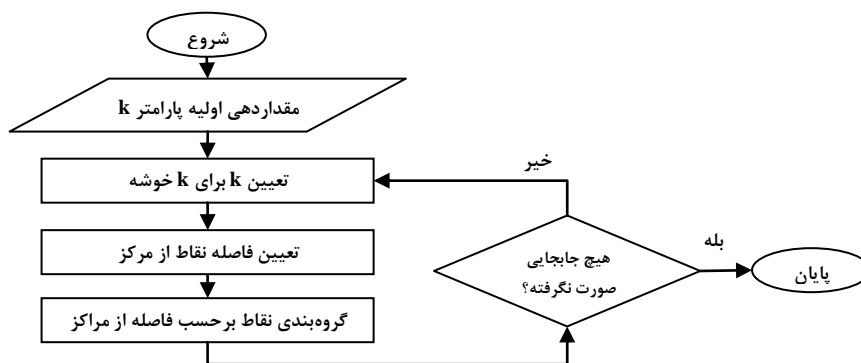 شروع
مقداردهی اولیه پارامتر k
تعیین k برای k خوشه
تعیین فاصله نقاط از مرکز
گروه‌بندی نقاط برحسب فاصله از مراکز
هیچ جابجایی
صورت نگرفته؟
خیر
بله
پایان